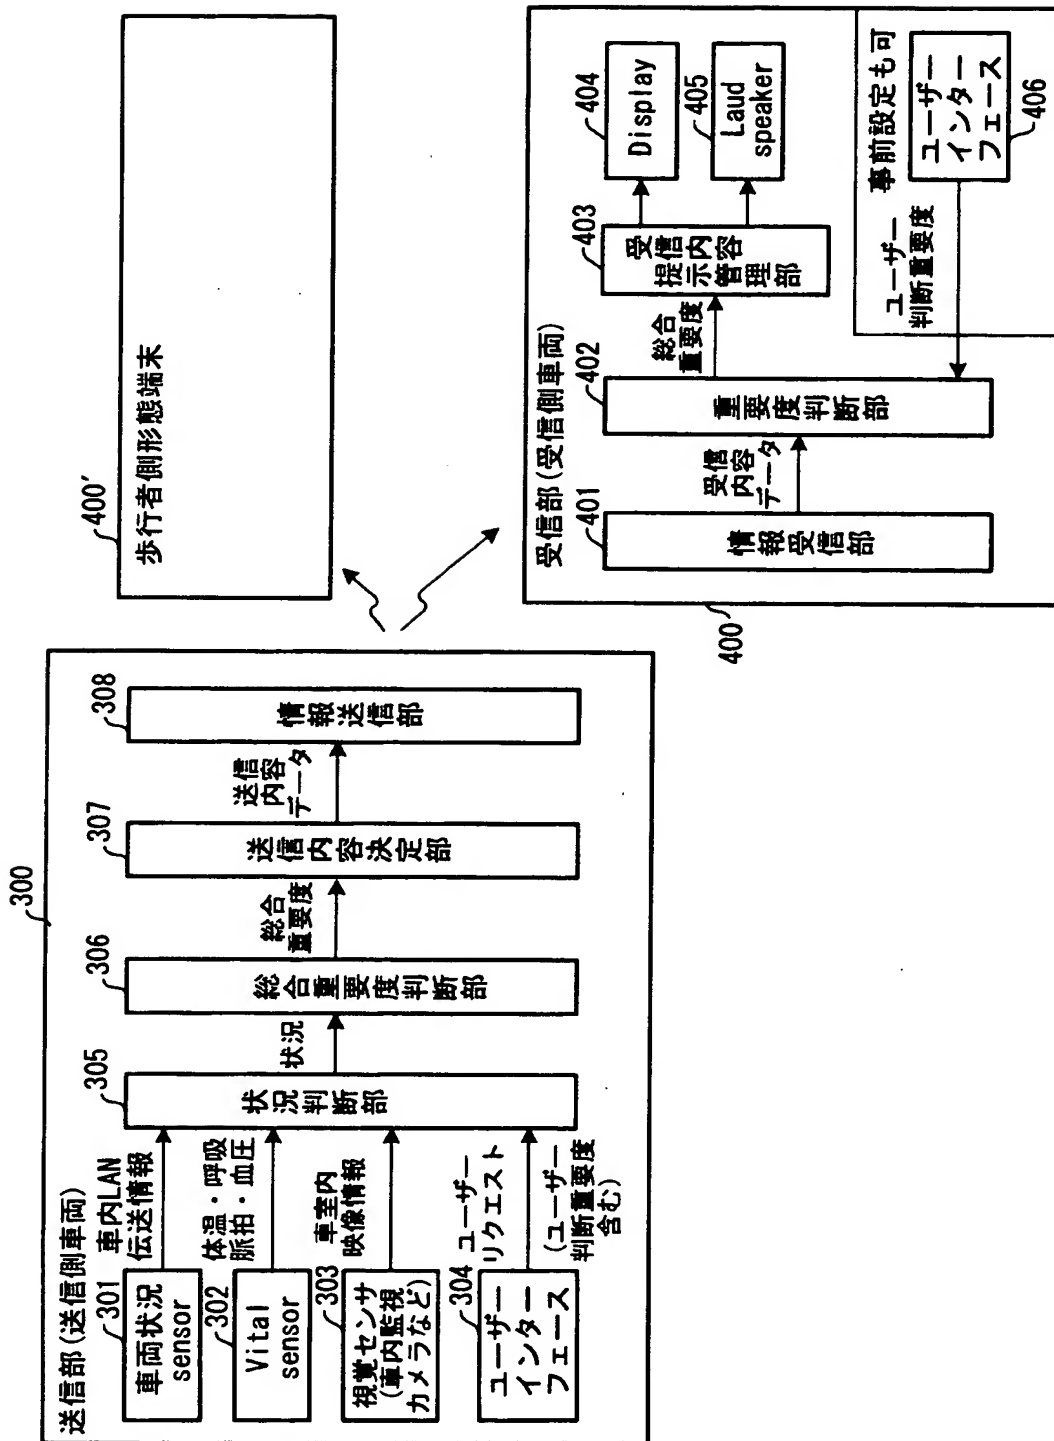 300
送信部(送信側車両)
301
車両状況
sensor
車内LAN
伝送情報
302
Vital
sensor
体温・呼吸
脈拍・血圧
303
視覚センサ
(車内監視
カメラなど)
車室内
映像情報
304
ユーザー
インター
フェース
ユーザー
リクエスト
(ユーザー
判断重要度
含む)
305
状況判断部
状況
306
総合重要度判断部
総合
重要度
307
送信内容決定部
送信
内容
データ
308
情報送信部
400′
歩行者側形態端末
400
受信部(受信側車両)
401
情報受信部
受信
内容
データ
402
重要度判断部
総合
重要度
403
受信内容
提示
管理部
404
Display
405
Laud
speaker
ユーザー
判断重要度
事前設定も可
ユーザー
インター
フェース
406